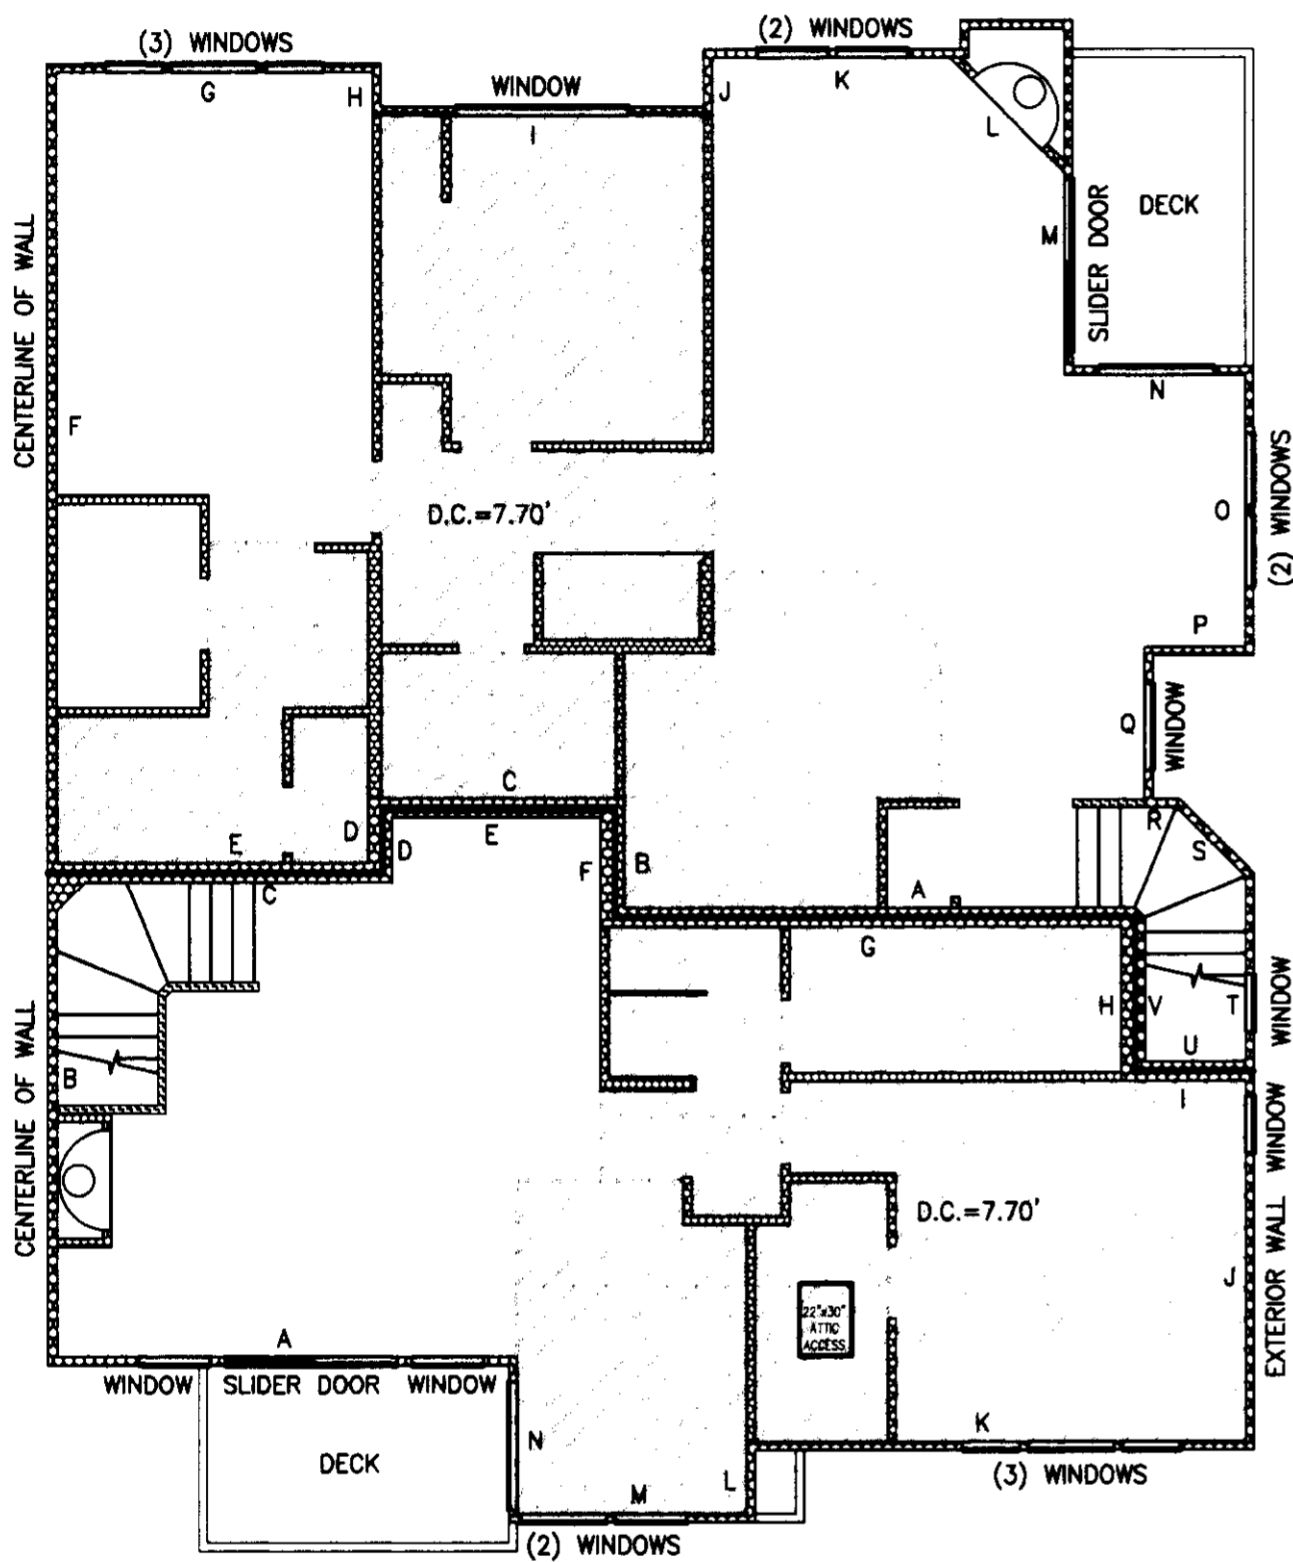 (3) WINDOWS
(2) WINDOWS
WINDOW
G
H
J
K
I
L
DECK
M
SLIDER DOOR
CENTERLINE OF WALL
F
N
D.C.=7.70'
O
(2) WINDOWS
P
Q
WINDOW
C
R
S
D
E
D
E
F
B
A
C
G
H
V
T
WINDOW
U
CENTERLINE OF WALL
B
I
EXTERIOR WALL WINDOW
D.C.=7.70'
J
22"x30"
ATTIC
ACCESS
A
WINDOW
SLIDER DOOR
WINDOW
N
K
DECK
L
M
(3) WINDOWS
(2) WINDOWS